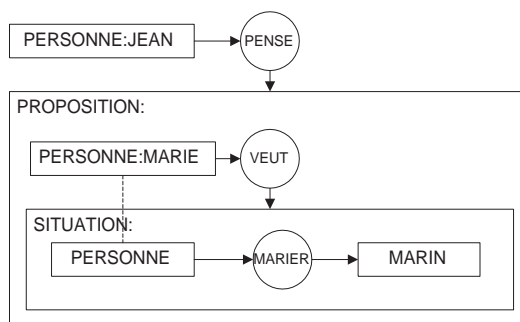 PERSONNE:JEAN
PENSE
PROPOSITION:
PERSONNE:MARIE
VEUT
SITUATION:
PERSONNE
MARIER
MARIN